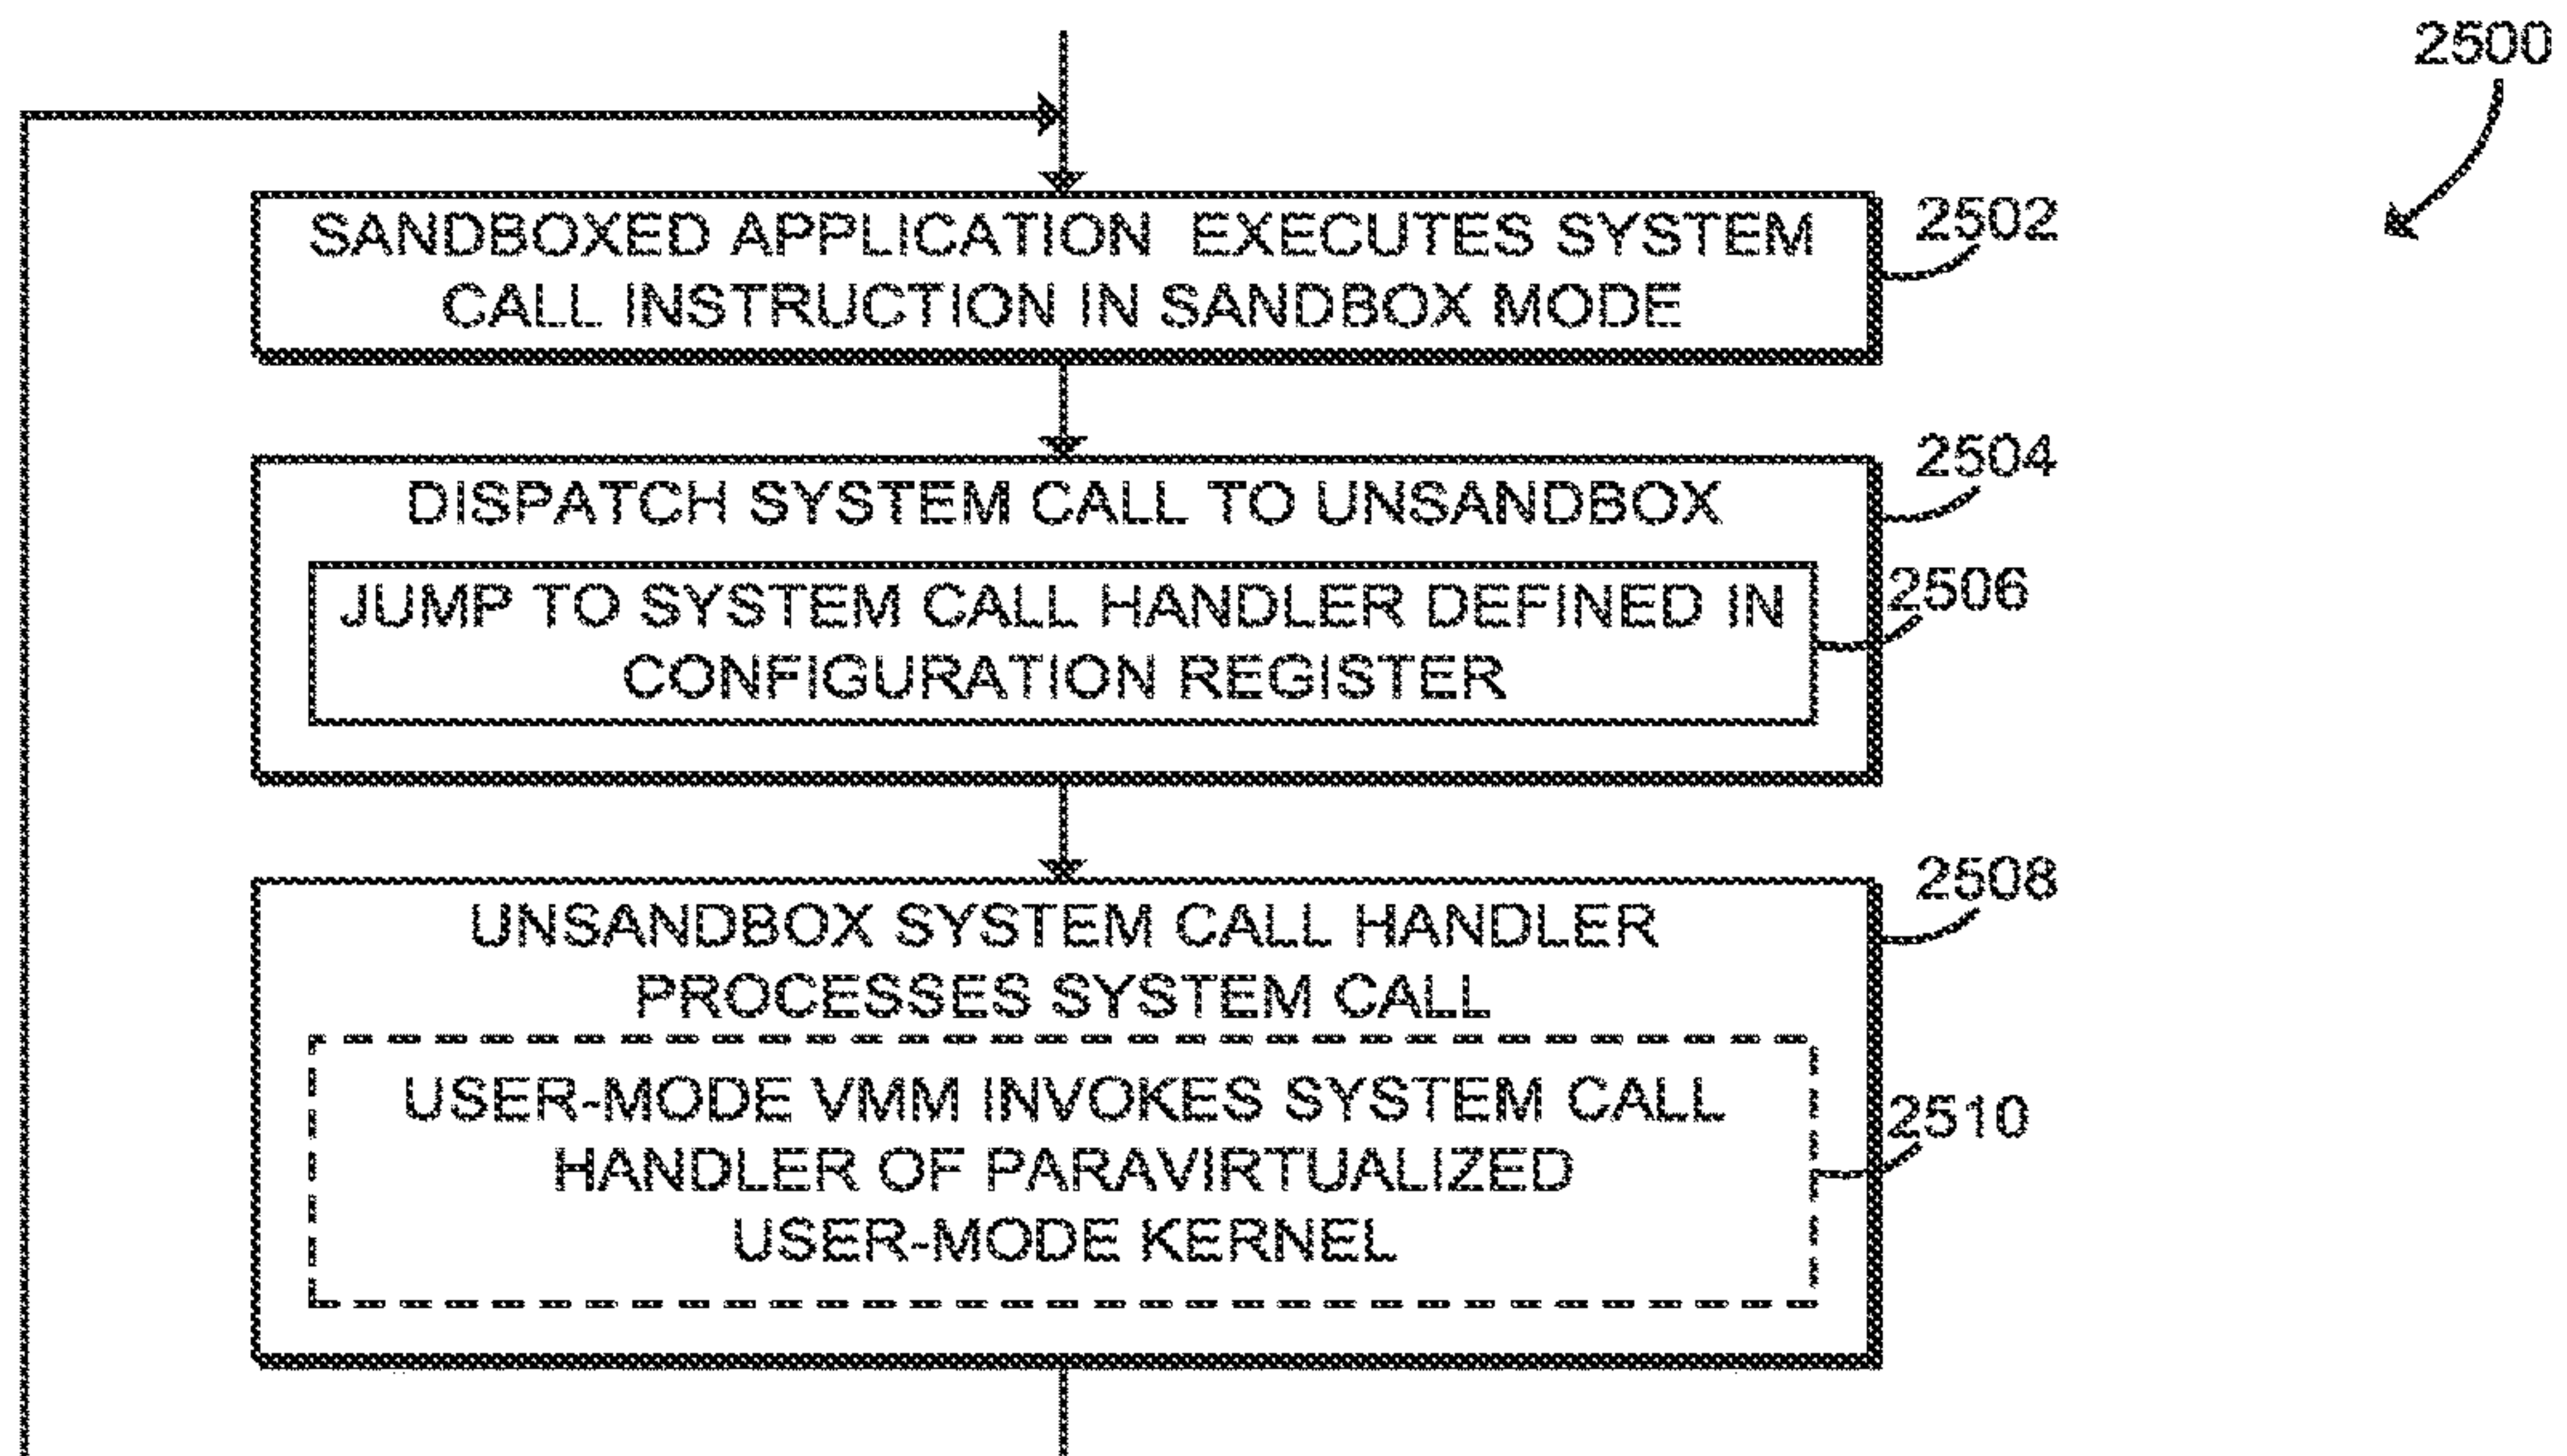 2500
SANDBOXED APPLICATION EXECUTES SYSTEM
CALL INSTRUCTION IN SANDBOX MODE
2502
DISPATCH SYSTEM CALL TO UNSANDBOX
2504
JUMP TO SYSTEM CALL HANDLER DEFINED IN
CONFIGURATION REGISTER
2506
UNSANDBOX SYSTEM CALL HANDLER
PROCESSES SYSTEM CALL
2508
USER-MODE VMM INVOKES SYSTEM CALL
HANDLER OF PARAVIRTUALIZED
USER-MODE KERNEL
2510